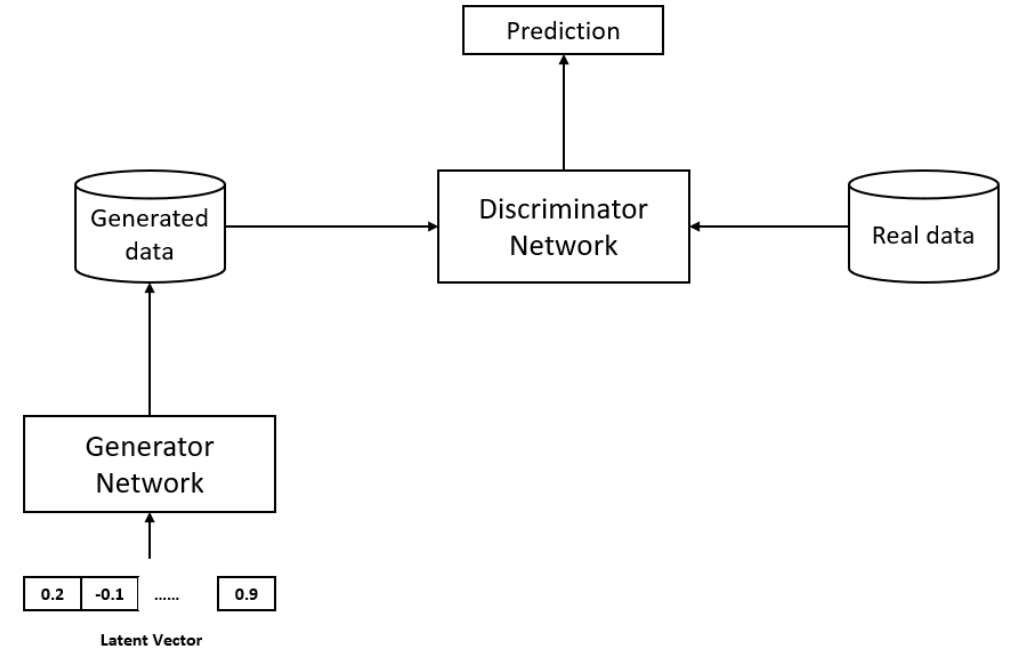 Prediction
Generated
data
Discriminator
Network
Real data
Generator
Network
0.2 -0.1 ...... 0.9
Latent Vector